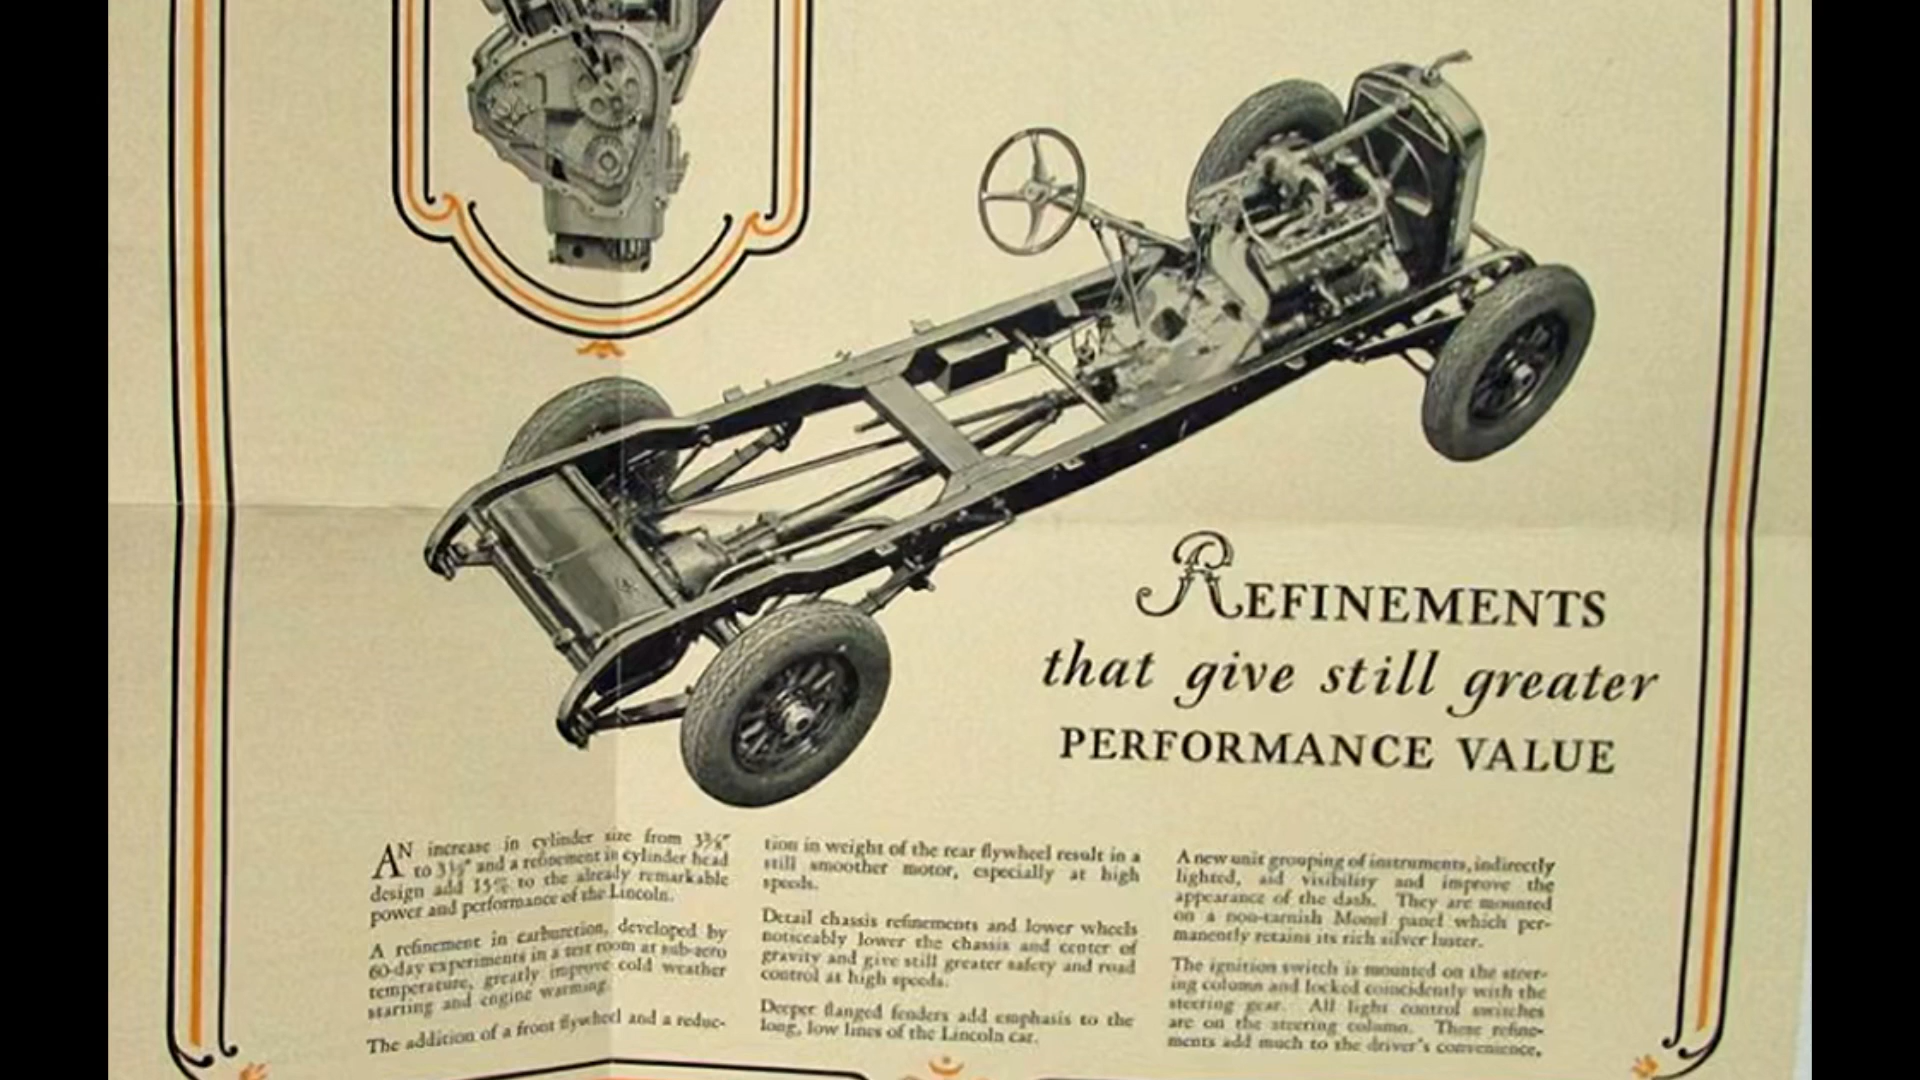 REFINEMENTS
that give still greater
PERFORMANCE VALUE
AN increase in cylinder size from 3⅜"
to 3½" and a refinement in cylinder head
design add 15% to the already remarkable
power and performance of the Lincoln.
A refinement in carburetion, developed by
60-day experiments in a test room at sub-zero
temperature, greatly improve cold weather
starting and engine warming.
The addition of a front flywheel and a reduc-
tion in weight of the rear flywheel result in a
still smoother motor, especially at high
speeds.
Detail chassis refinements and lower wheels
noticeably lower the chassis and center of
gravity and give still greater safety and road
control at high speeds.
Deeper flanged fenders add emphasis to the
long, low lines of the Lincoln car.
A new unit grouping of instruments, indirectly
lighted, aid visibility and improve the
appearance of the dash. They are mounted
on a non-tarnish Monel panel which per-
manently retains its rich silver luster.
The ignition switch is mounted on the steer-
ing column and locked coincidently with the
steering gear. All light control switches
are on the steering column. These refine-
ments add much to the driver's convenience.